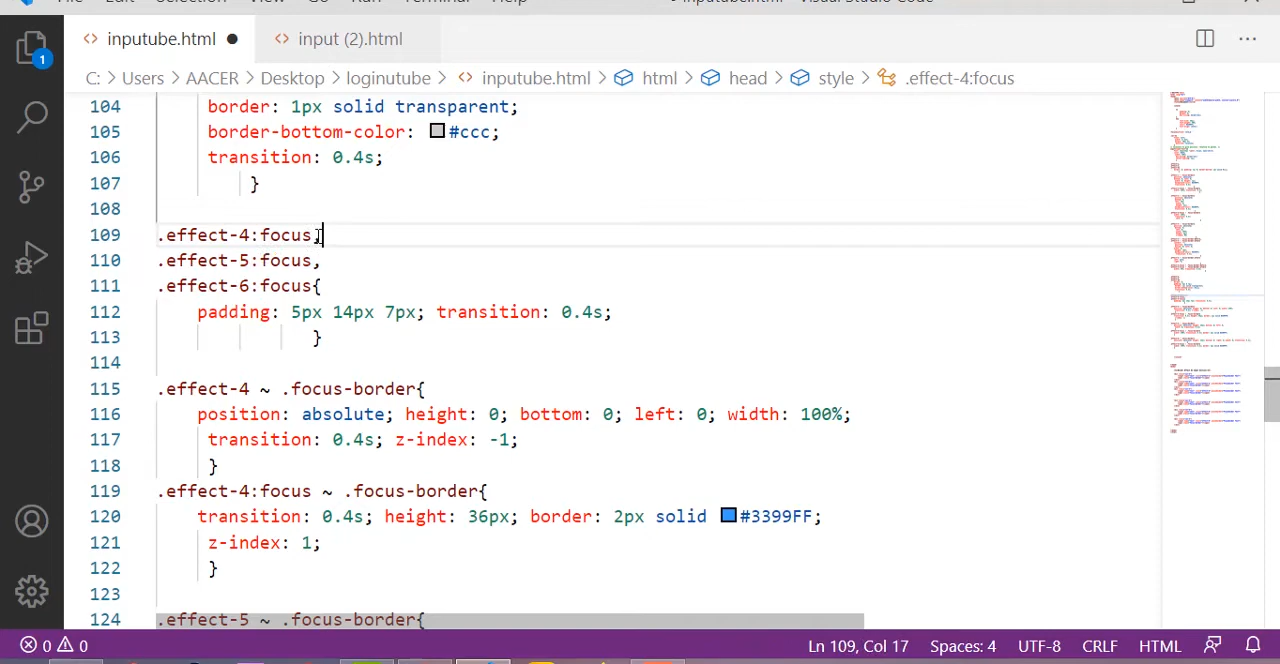 File Edit Selection View Go Run Terminal Help inputube.html Visual Studio Code
<> inputube.html ● <> input (2).html ...
1
C: > Users > AACER > Desktop > loginutube > <> inputube.html > html > head > style > .effect-4:focus
104 border: 1px solid transparent;
105 border-bottom-color: #ccc;
106 transition: 0.4s;
107 }
108
109 .effect-4:focus,
110 .effect-5:focus,
111 .effect-6:focus{
112 padding: 5px 14px 7px; transition: 0.4s;
113 }
114
115 .effect-4 ~ .focus-border{
116 position: absolute; height: 0; bottom: 0; left: 0; width: 100%;
117 transition: 0.4s; z-index: -1;
118 }
119 .effect-4:focus ~ .focus-border{
120 transition: 0.4s; height: 36px; border: 2px solid #3399FF;
121 z-index: 1;
122 }
123
124 .effect-5 ~ .focus-border{
0 0 Ln 109, Col 17 Spaces: 4 UTF-8 CRLF HTML